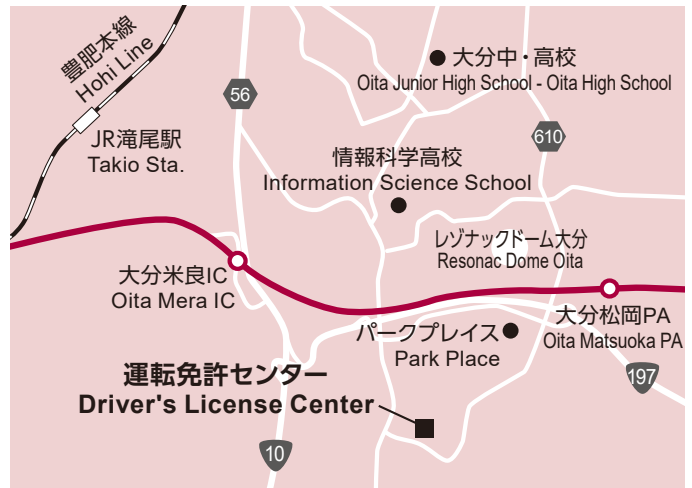 豊肥本線
Hohi Line
大分中・高校
Oita Junior High School - Oita High School
56
610
JR滝尾駅
Takio Sta.
情報科学高校
Information Science School
レゾナックドーム大分
Resonac Dome Oita
大分米良IC
Oita Mera IC
大分松岡PA
Oita Matsuoka PA
パークプレイス
Park Place
197
運転免許センター
Driver's License Center
10